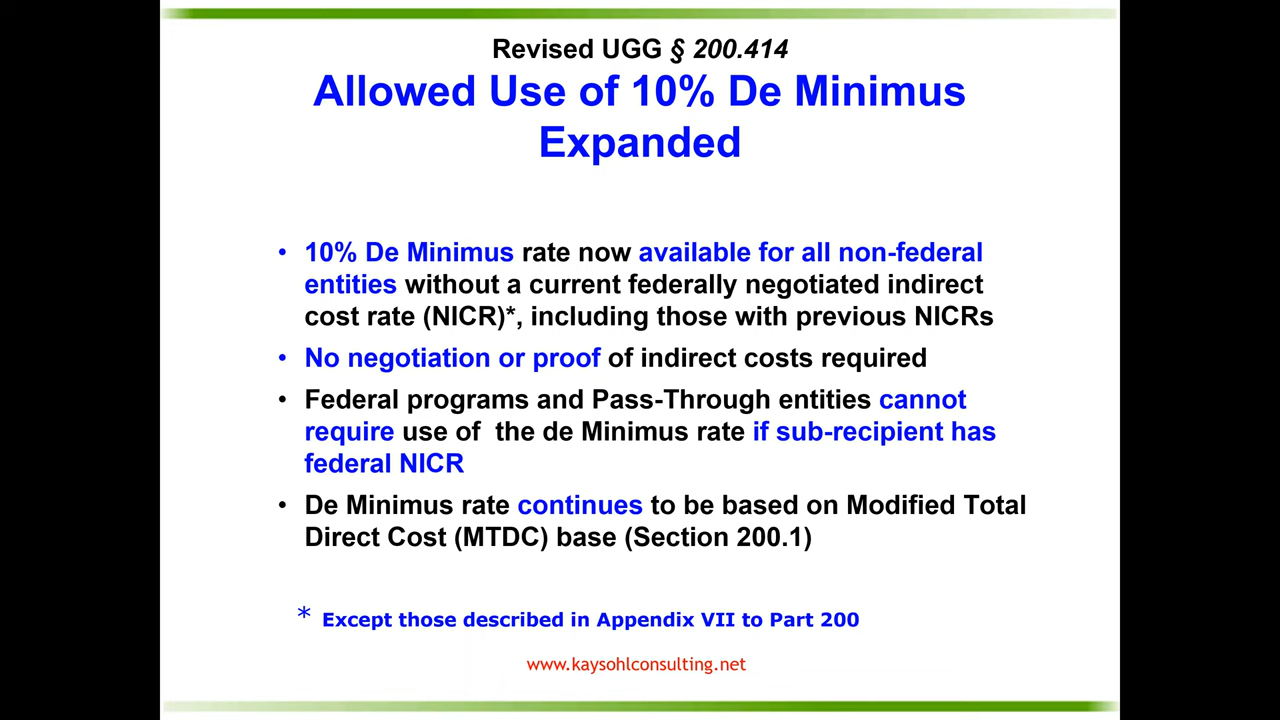 Revised UGG § 200.414
Allowed Use of 10% De Minimus
Expanded
• 10% De Minimus rate now available for all non-federal
entities without a current federally negotiated indirect
cost rate (NICR)*, including those with previous NICRs
• No negotiation or proof of indirect costs required
• Federal programs and Pass-Through entities cannot
require use of the de Minimus rate if sub-recipient has
federal NICR
• De Minimus rate continues to be based on Modified Total
Direct Cost (MTDC) base (Section 200.1)
* Except those described in Appendix VII to Part 200
www.kaysohlconsulting.net